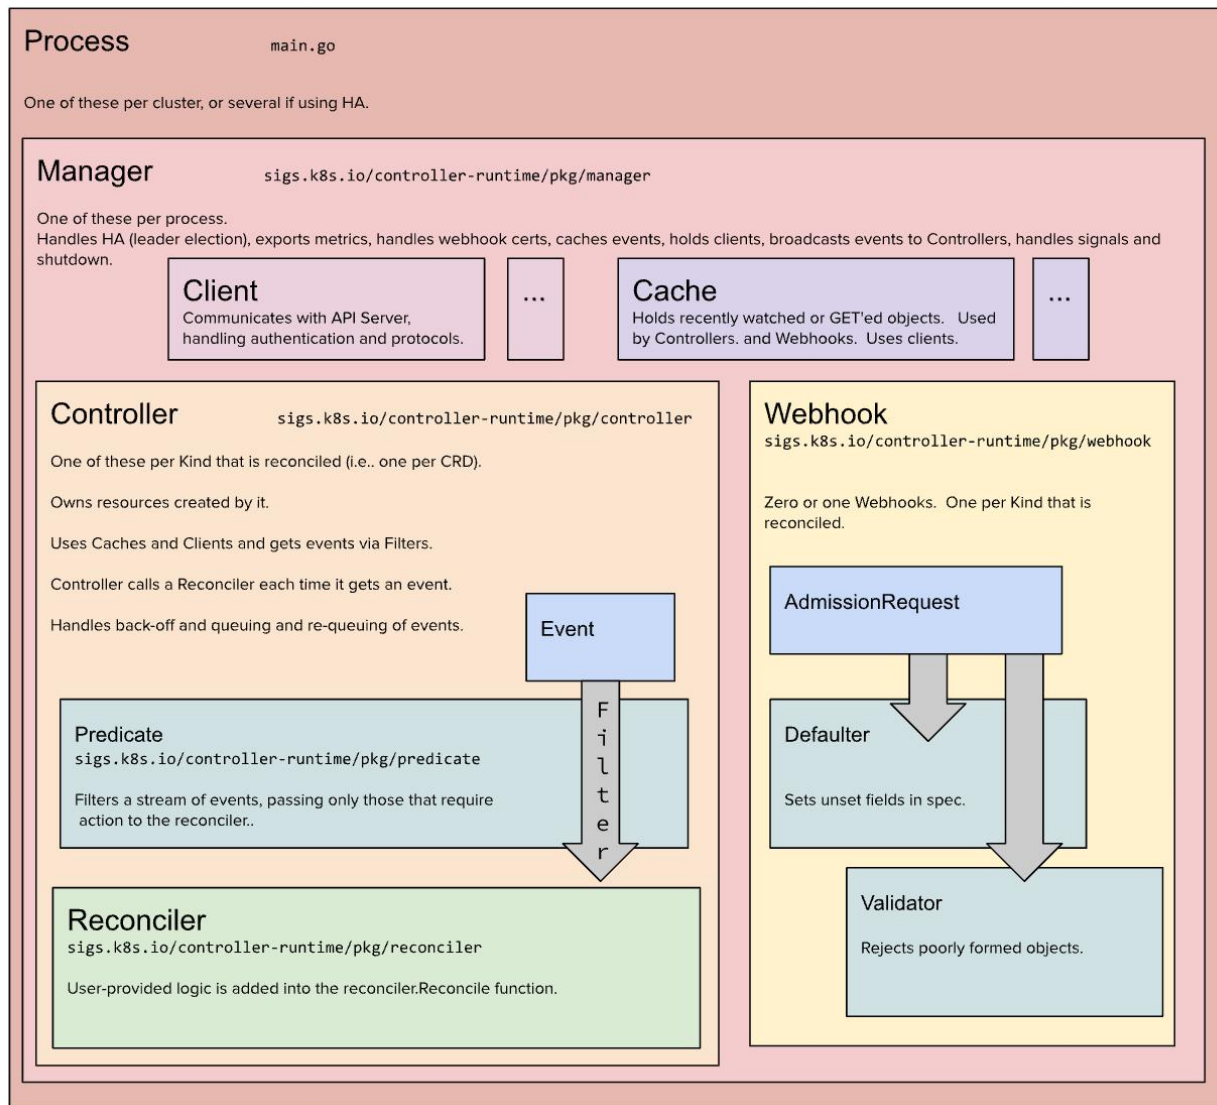 Process main.go
One of these per cluster, or several if using HA.
Manager sigs.k8s.io/controller-runtime/pkg/manager
One of these per process.
Handles HA (leader election), exports metrics, handles webhook certs, caches events, holds clients, broadcasts events to Controllers, handles signals and
shutdown.
Client
Communicates with API Server,
handling authentication and protocols.
...
Cache
Holds recently watched or GET'ed objects. Used
by Controllers. and Webhooks. Uses clients.
...
Controller sigs.k8s.io/controller-runtime/pkg/controller
One of these per Kind that is reconciled (i.e.. one per CRD).
Owns resources created by it.
Uses Caches and Clients and gets events via Filters.
Controller calls a Reconciler each time it gets an event.
Handles back-off and queuing and re-queuing of events.
Event
Filter
Predicate
sigs.k8s.io/controller-runtime/pkg/predicate
Filters a stream of events, passing only those that require
action to the reconciler..
Reconciler
sigs.k8s.io/controller-runtime/pkg/reconciler
User-provided logic is added into the reconciler.Reconcile function.
Webhook
sigs.k8s.io/controller-runtime/pkg/webhook
Zero or one Webhooks. One per Kind that is
reconciled.
AdmissionRequest
Defaulter
Sets unset fields in spec.
Validator
Rejects poorly formed objects.